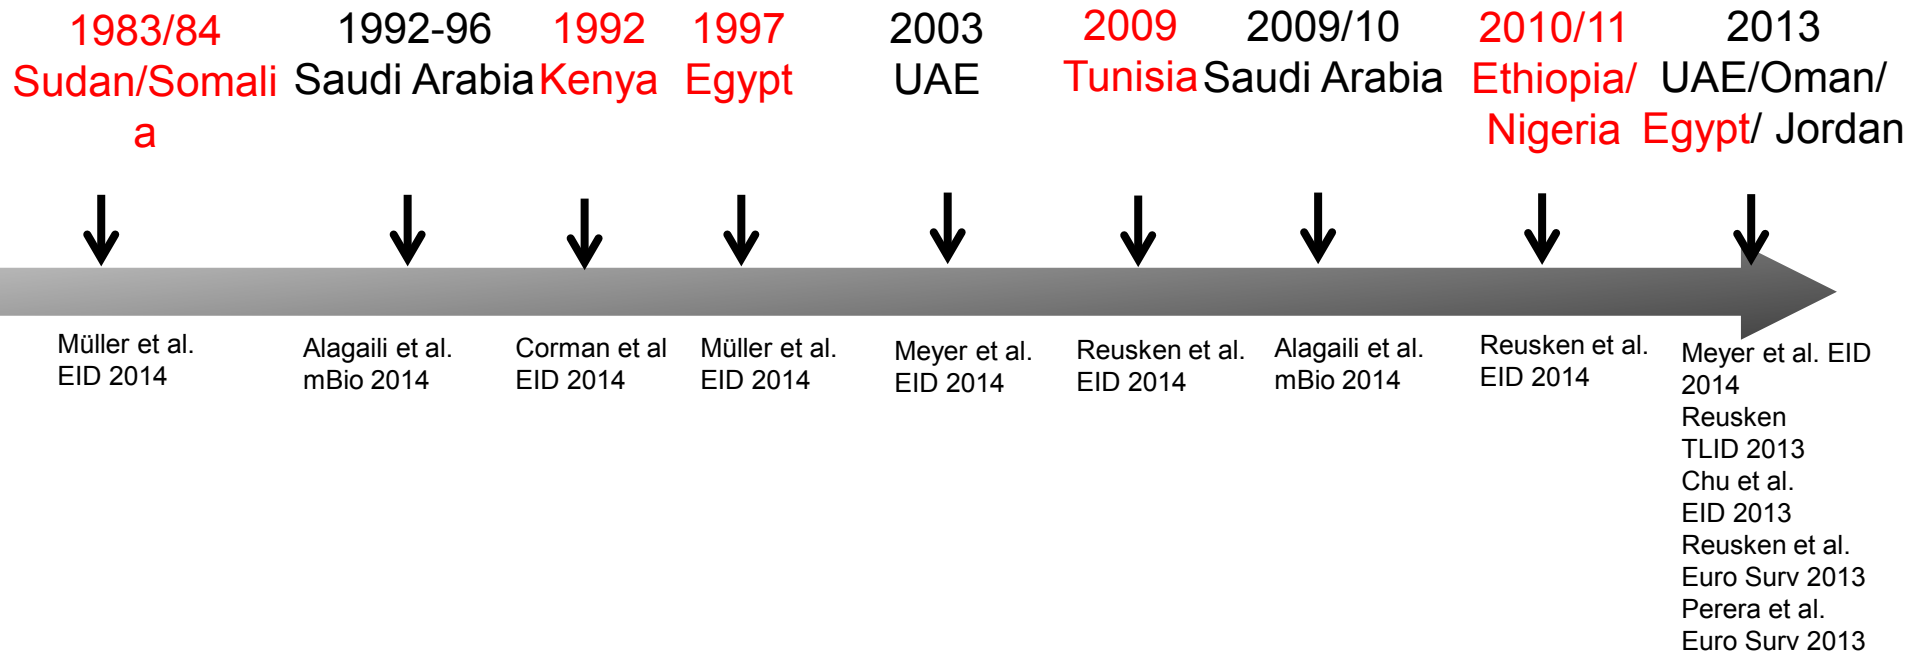 1983/84
Sudan/Somali
a
1992-96
Saudi Arabia
1992
Kenya
1997
Egypt
2003
UAE
2009
Tunisia
2009/10
Saudi Arabia
2010/11
Ethiopia/
Nigeria
2013
UAE/Oman/
Egypt/ Jordan
Müller et al.
EID 2014
Alagaili et al.
mBio 2014
Corman et al
EID 2014
Müller et al.
EID 2014
Meyer et al.
EID 2014
Reusken et al.
EID 2014
Alagaili et al.
mBio 2014
Reusken et al.
EID 2014
Meyer et al. EID
2014
Reusken
TLID 2013
Chu et al.
EID 2013
Reusken et al.
Euro Surv 2013
Perera et al.
Euro Surv 2013